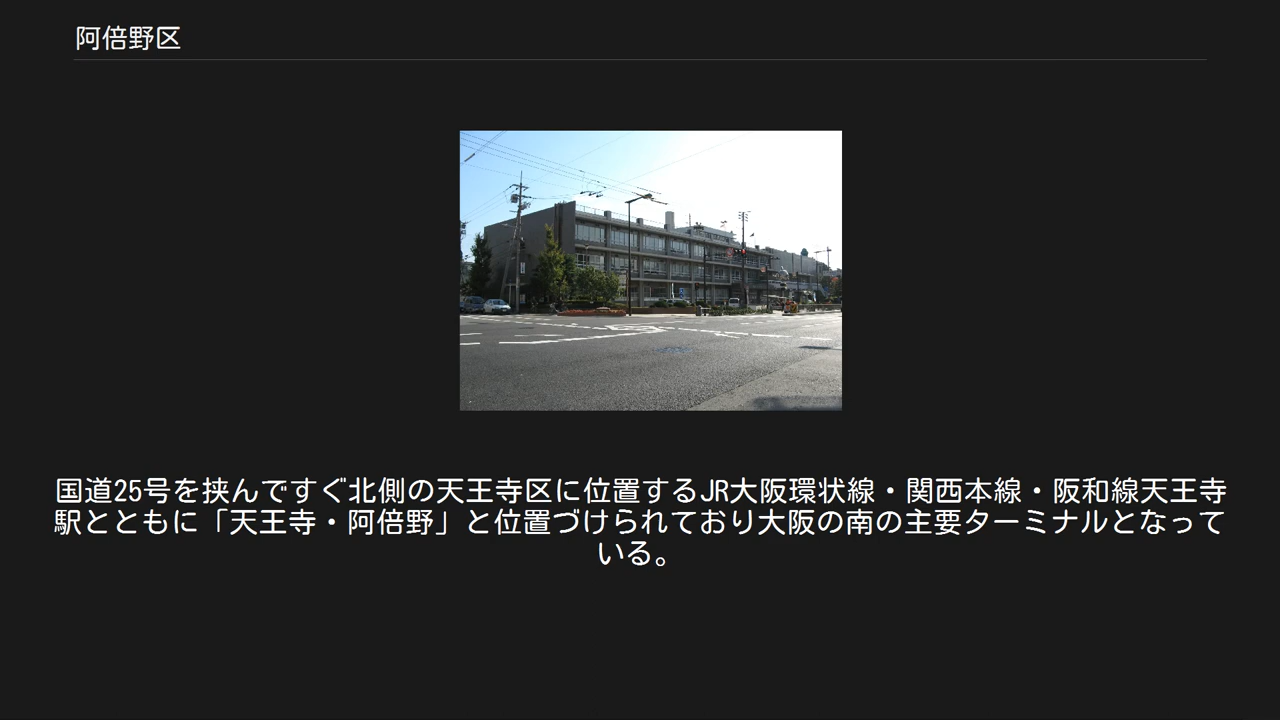 阿倍野区
国道25号を挟んですぐ北側の天王寺区に位置するJR大阪環状線・関西本線・阪和線天王寺
駅とともに「天王寺・阿倍野」と位置づけられており大阪の南の主要ターミナルとなって
いる。